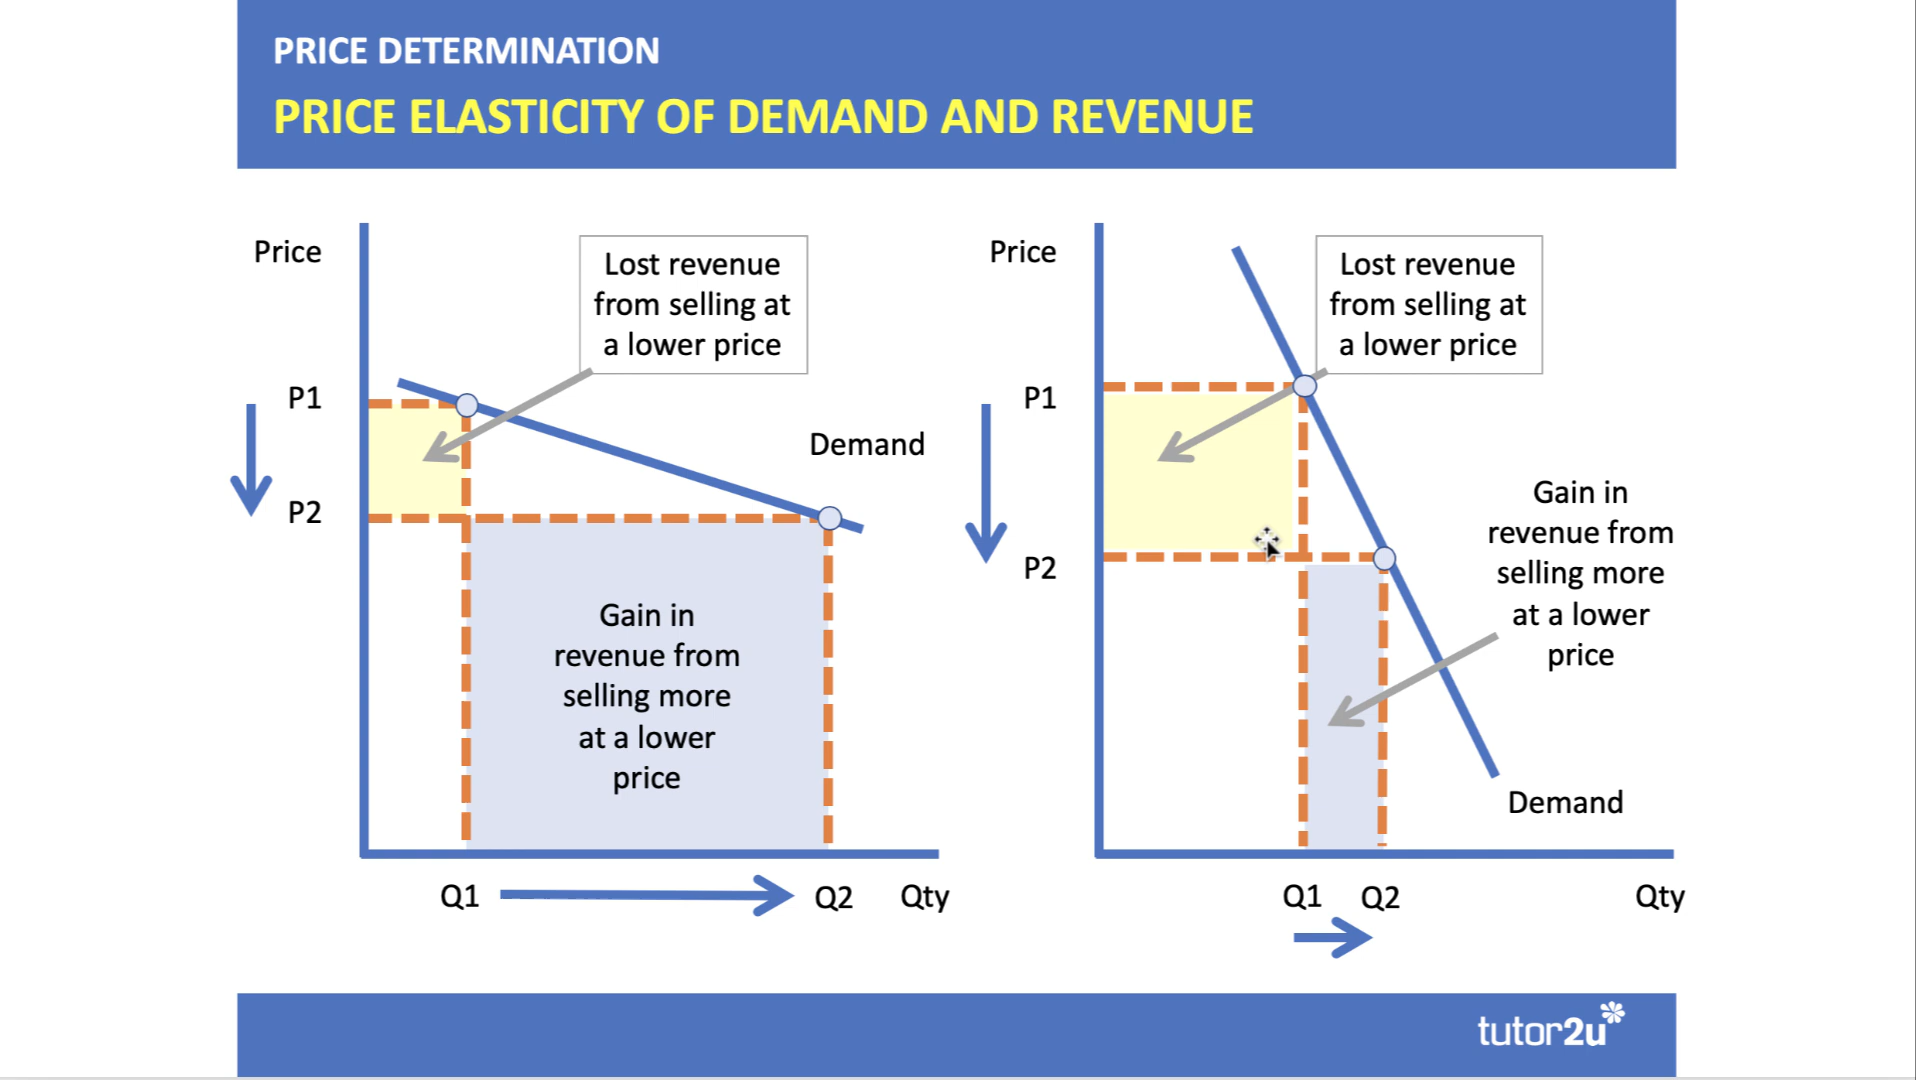 PRICE DETERMINATION
PRICE ELASTICITY OF DEMAND AND REVENUE
Price
Lost revenue
from selling at
a lower price
P1
Demand
P2
Gain in
revenue from
selling more
at a lower
price
Q1
Q2
Qty
Price
Lost revenue
from selling at
a lower price
P1
P2
Gain in
revenue from
selling more
at a lower
price
Demand
Q1
Q2
Qty
tutor2u